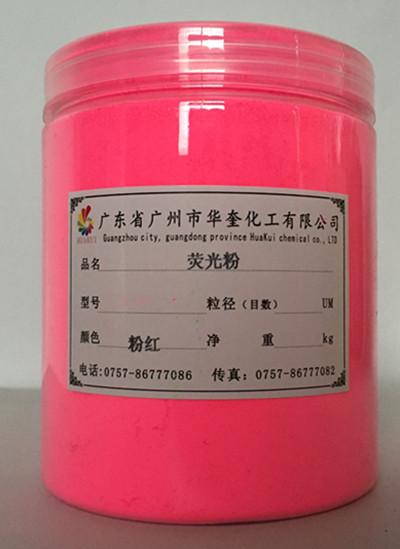 广东省广州市华奎化工有限公司
HUAKUI
Guangzhou city, guangdong province HuaKui chemical co., LTD
品名 荧光粉
型号 粒径(目数) UM
颜色 粉红 净 重 kg
电话:0757-86777086 传真: 0757-86777082